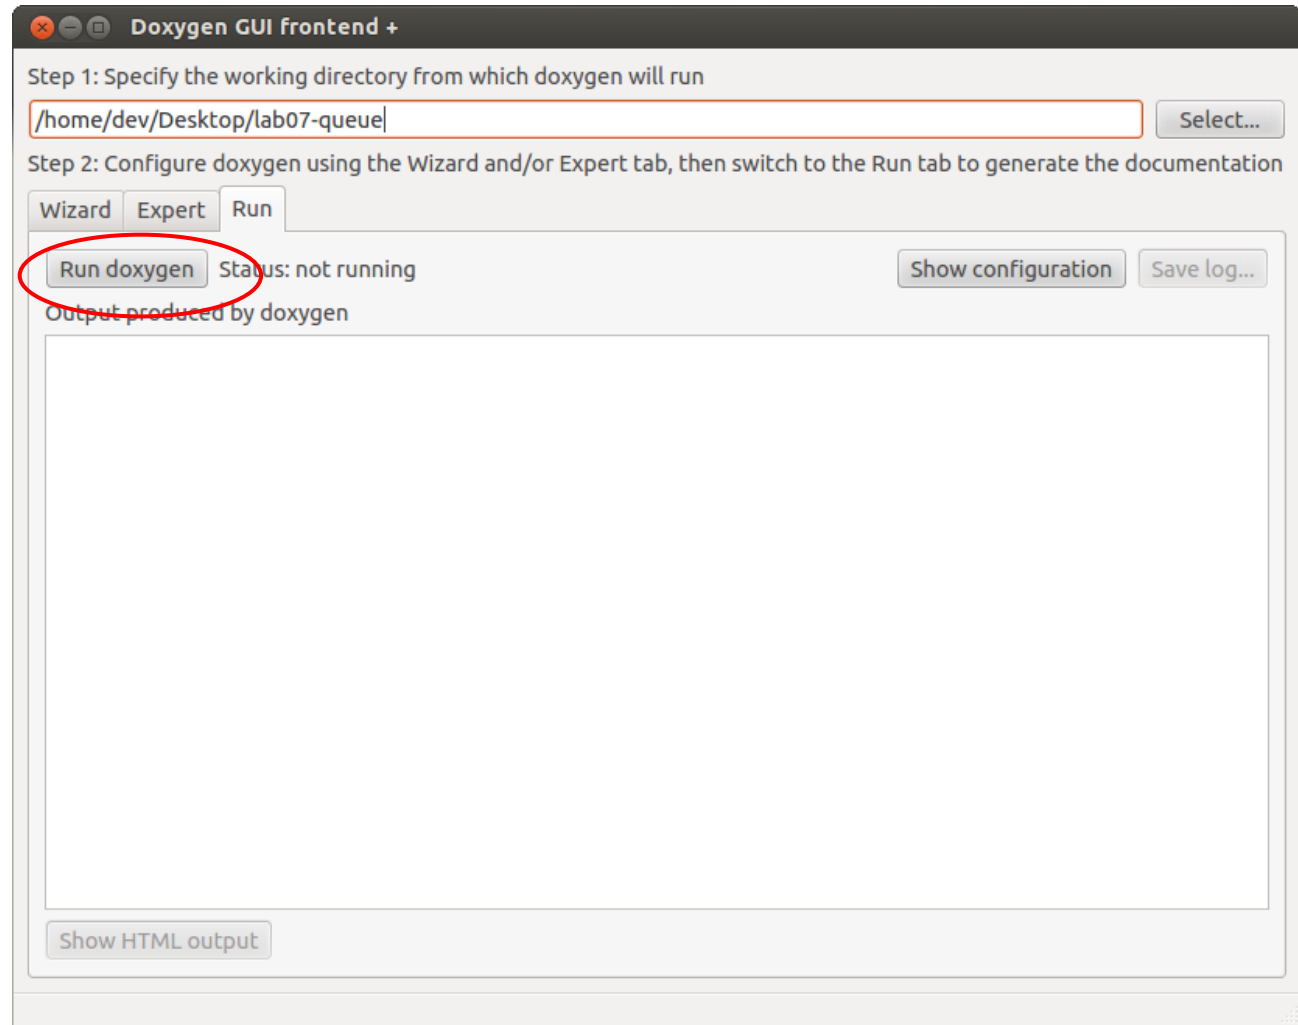 Doxygen GUI frontend +
Step 1: Specify the working directory from which doxygen will run
/home/dev/Desktop/lab07-queue
Select...
Step 2: Configure doxygen using the Wizard and/or Expert tab, then switch to the Run tab to generate the documentation
Wizard Expert Run
Run doxygen Status: not running Show configuration Save log...
Output produced by doxygen
Show HTML output